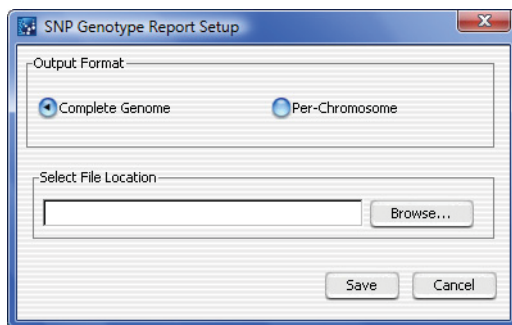 SNP Genotype Report Setup
Output Format
Complete Genome Per-Chromosome
Select File Location
Browse...
Save Cancel